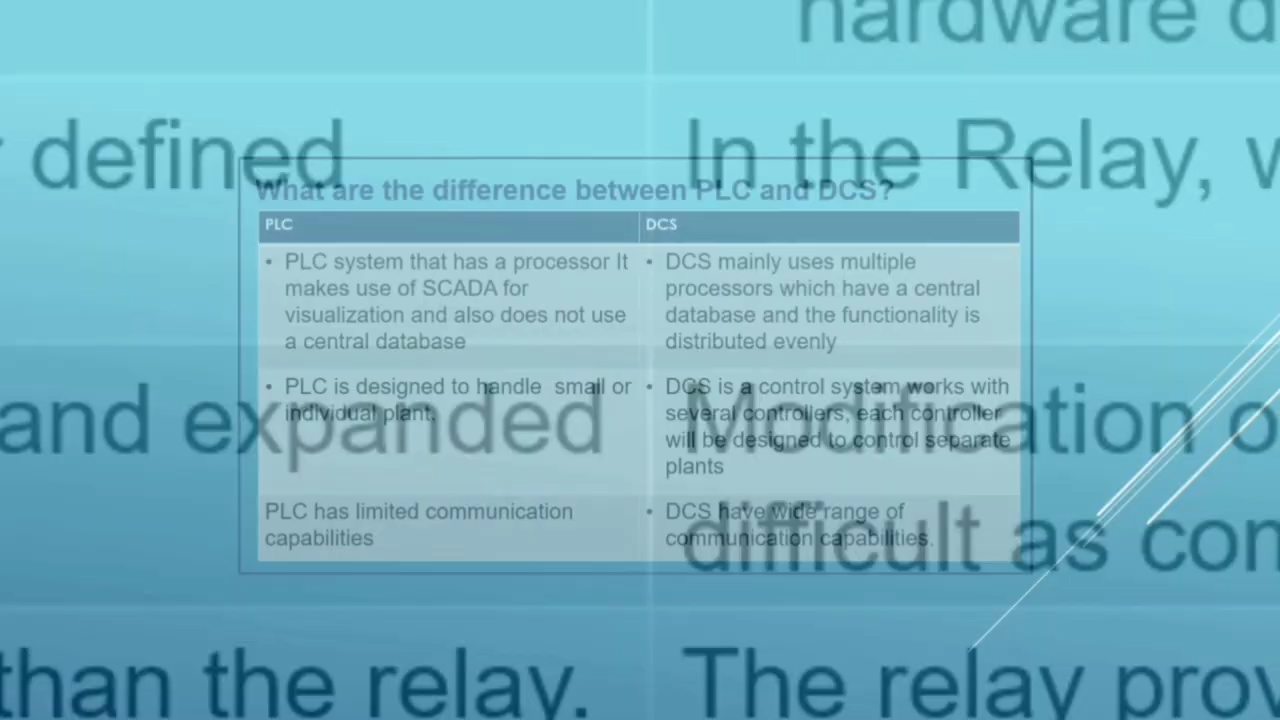 hardware d
defined
In the Relay, w
What are the difference between PLC and DCS?
PLC
DCS
• PLC system that has a processor It
makes use of SCADA for
visualization and also does not use
a central database
• DCS mainly uses multiple
processors which have a central
database and the functionality is
distributed evenly
• PLC is designed to handle small or
individual plant.
• DCS is a control system works with
several controllers, each controller
will be designed to control separate
plants
PLC has limited communication
capabilities
• DCS have wide range of
communication capabilities.
and expanded
Modification o
difficult as con
than the relay.
The relay prov